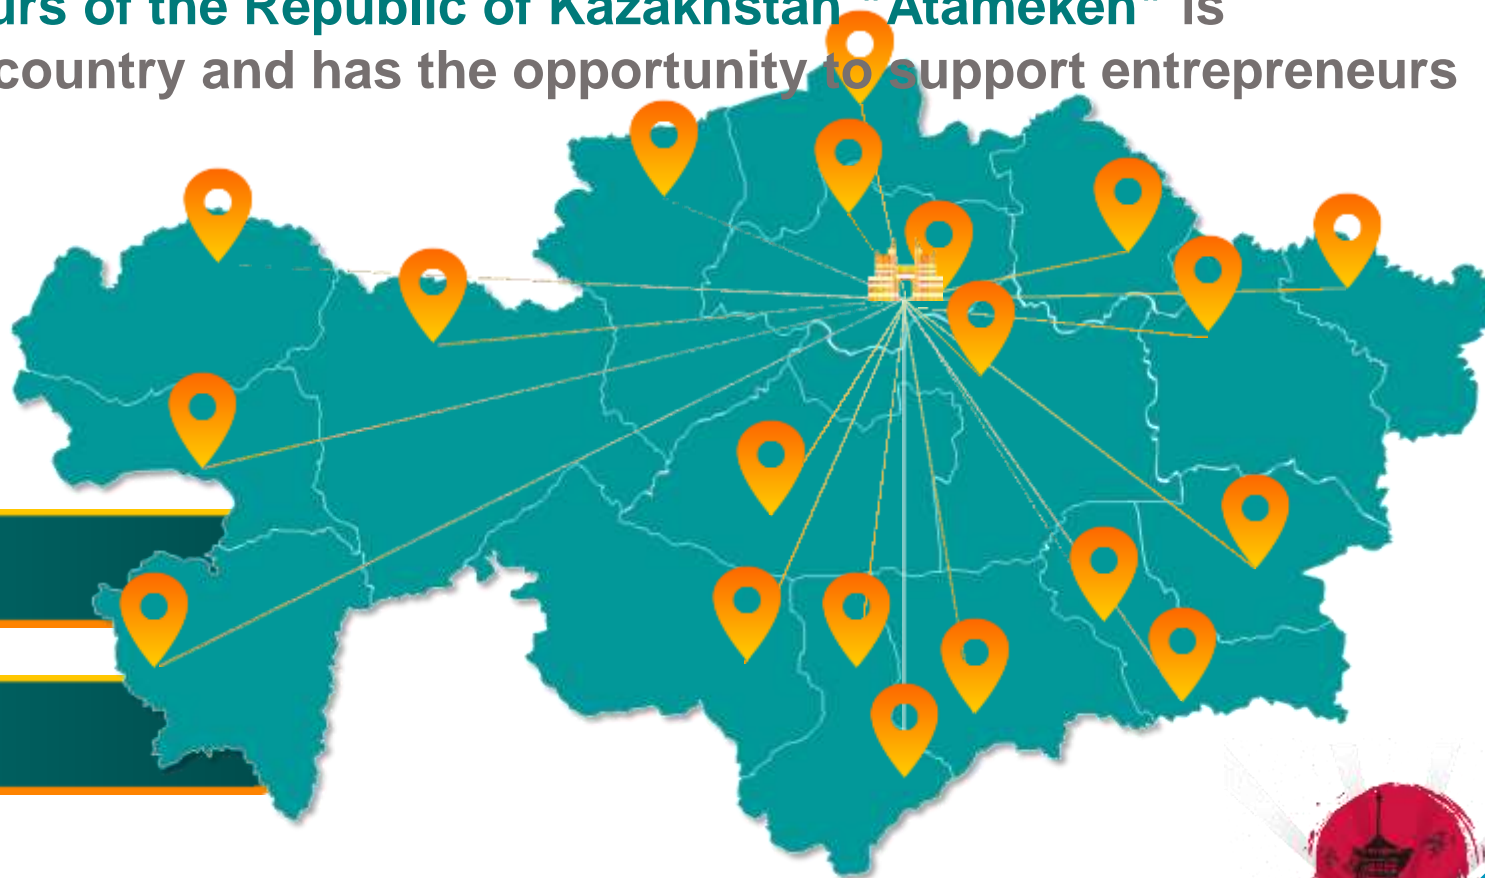 urs of the Republic of Kazakhstan "Atameken" is
country and has the opportunity to support entrepreneurs